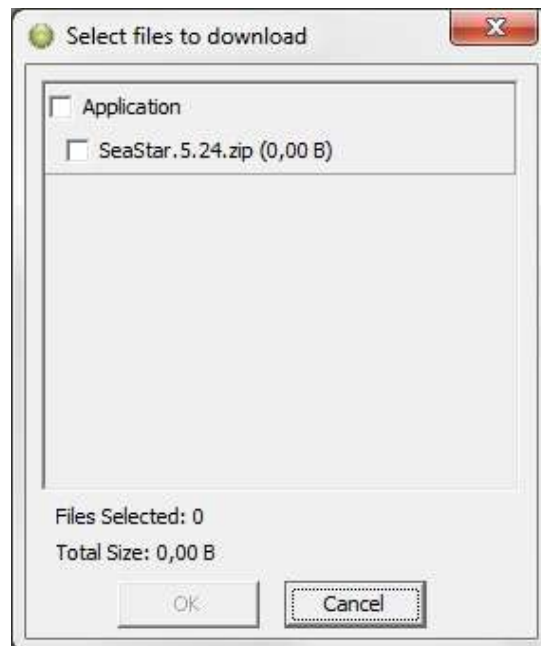 Select files to download
Application
SeaStar.5.24.zip (0,00 B)
Files Selected: 0
Total Size: 0,00 B
OK
Cancel